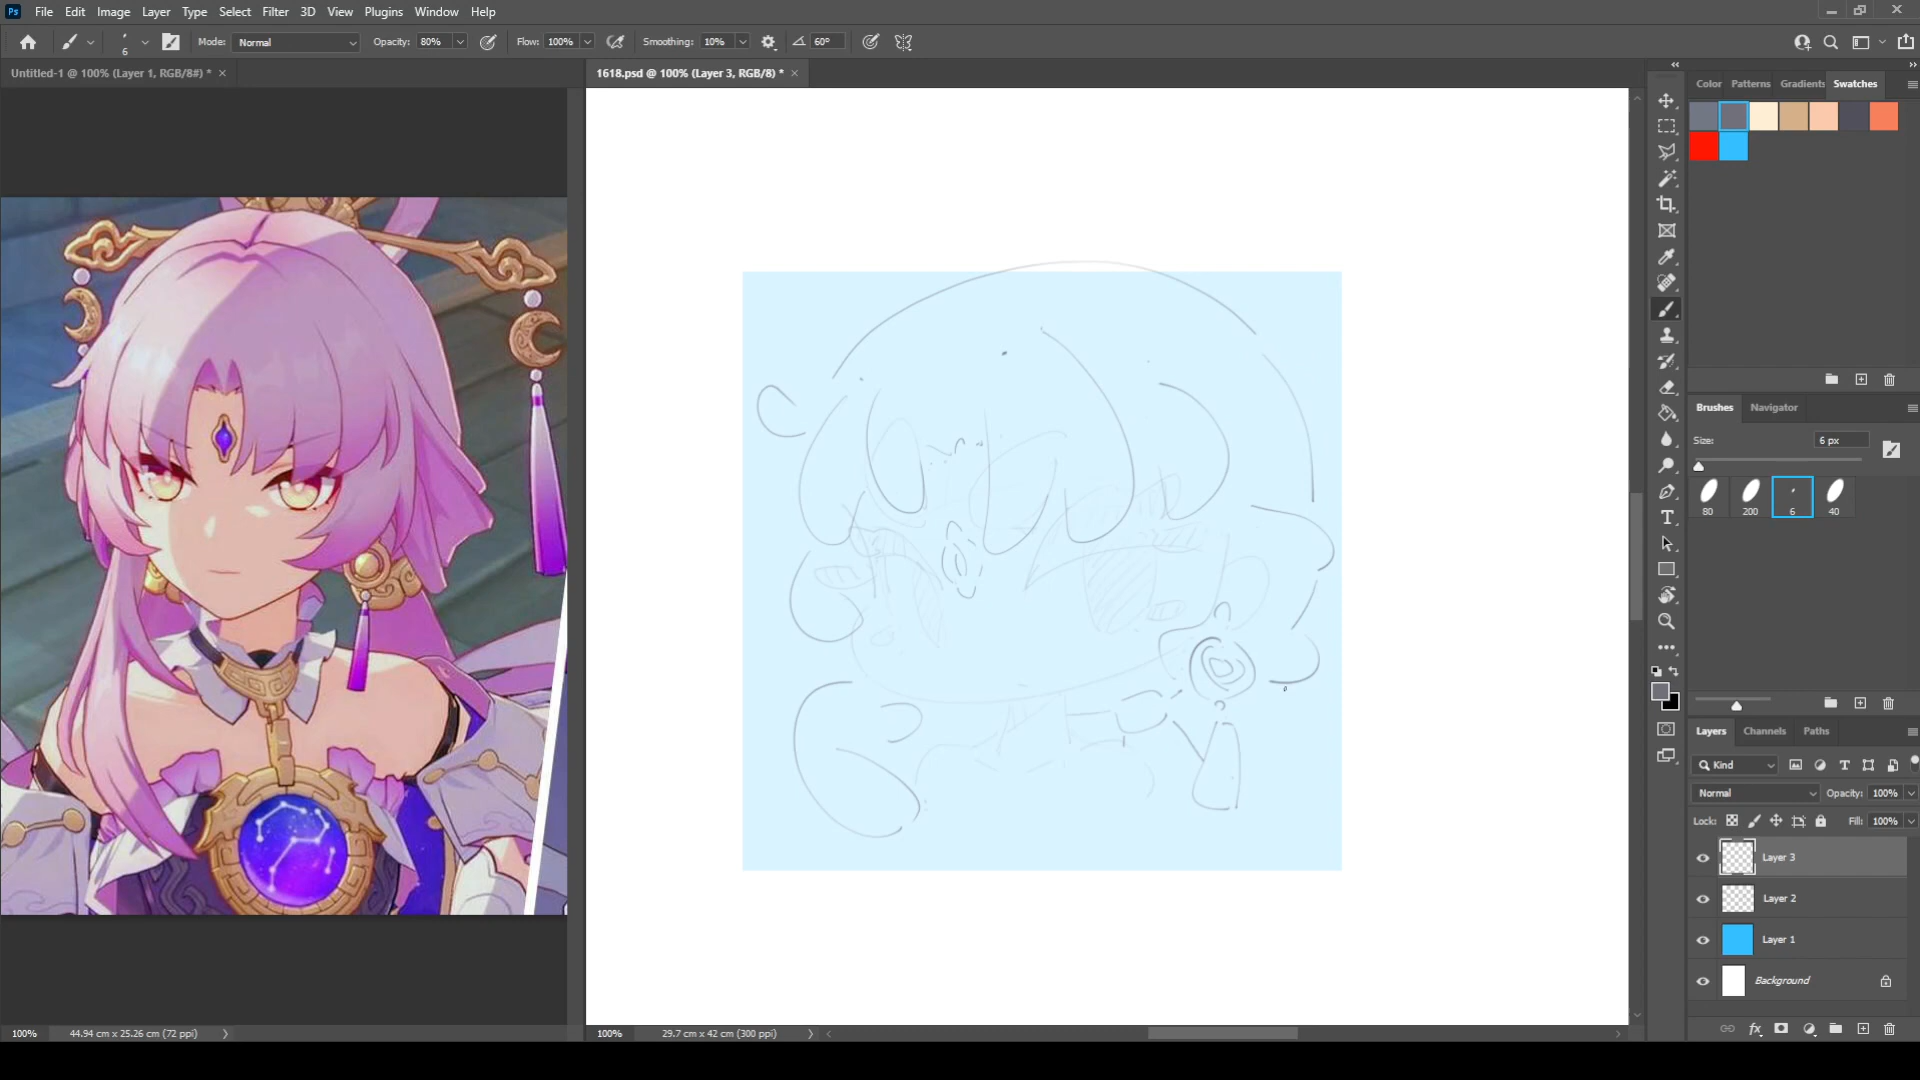 Ps File Edit Image Layer Type Select Filter 3D View Plugins Window Help
6 Mode: Normal Opacity: 80% Flow: 100% Smoothing: 10% 60°
Untitled-1 @ 100% (Layer 1, RGB/8#) * ×
1618.psd @ 100% (Layer 3, RGB/8) * ×
Color Patterns Gradients Swatches
Brushes Navigator
Size: 6 px
80 200 6 40
Layers Channels Paths
Kind
Normal Opacity: 100%
Lock: Fill: 100%
Layer 3
Layer 2
Layer 1
Background
fx
100% 44.94 cm x 25.26 cm (72 ppi)
100% 29.7 cm x 42 cm (300 ppi)